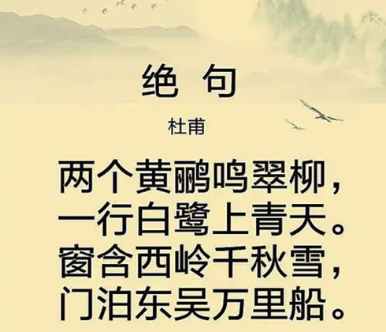 绝句
杜甫
两个黄鹂鸣翠柳，
一行白鹭上青天。
窗含西岭千秋雪，
门泊东吴万里船。